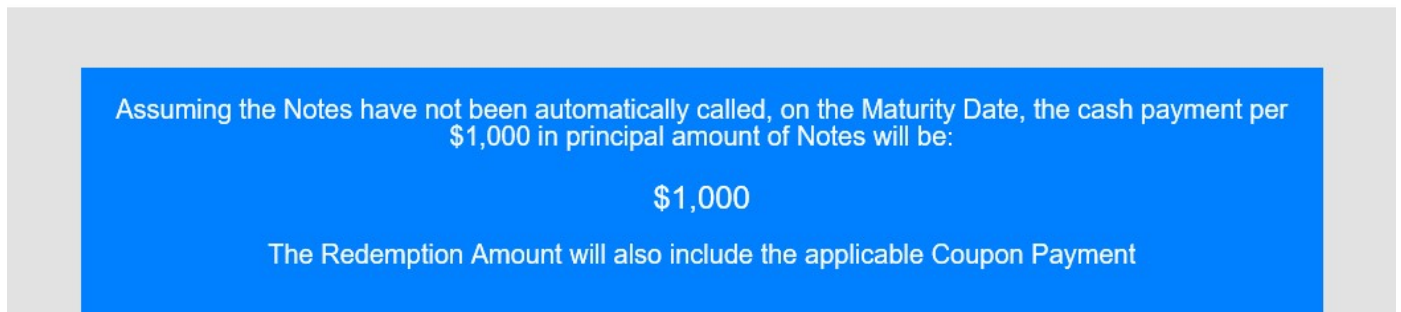 Assuming the Notes have not been automatically called, on the Maturity Date, the cash payment per
$1,000 in principal amount of Notes will be:
$1,000
The Redemption Amount will also include the applicable Coupon Payment